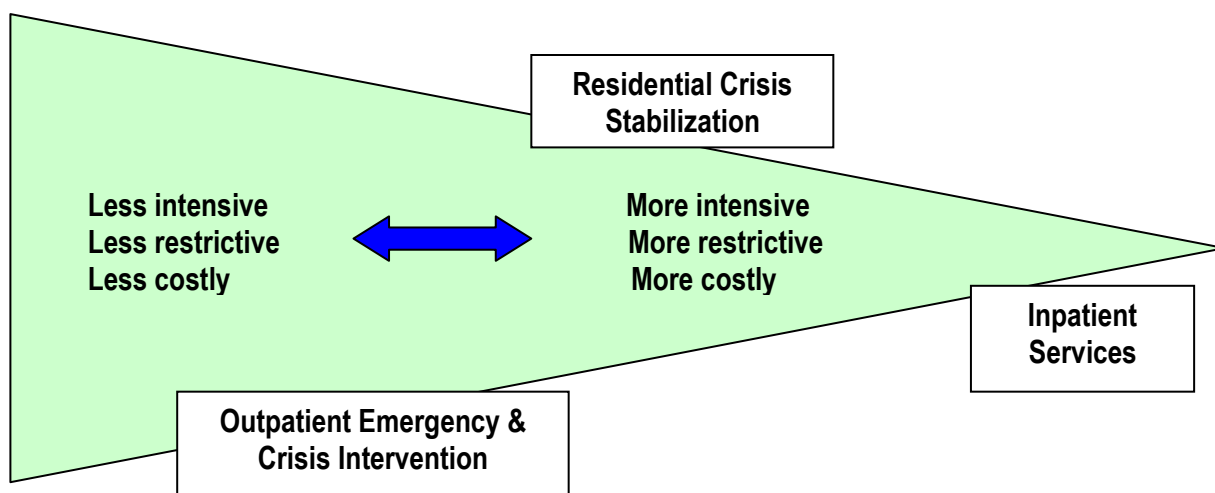 Residential Crisis
Stabilization
Less intensive
Less restrictive
Less costly
More intensive
More restrictive
More costly
Inpatient
Services
Outpatient Emergency &
Crisis Intervention